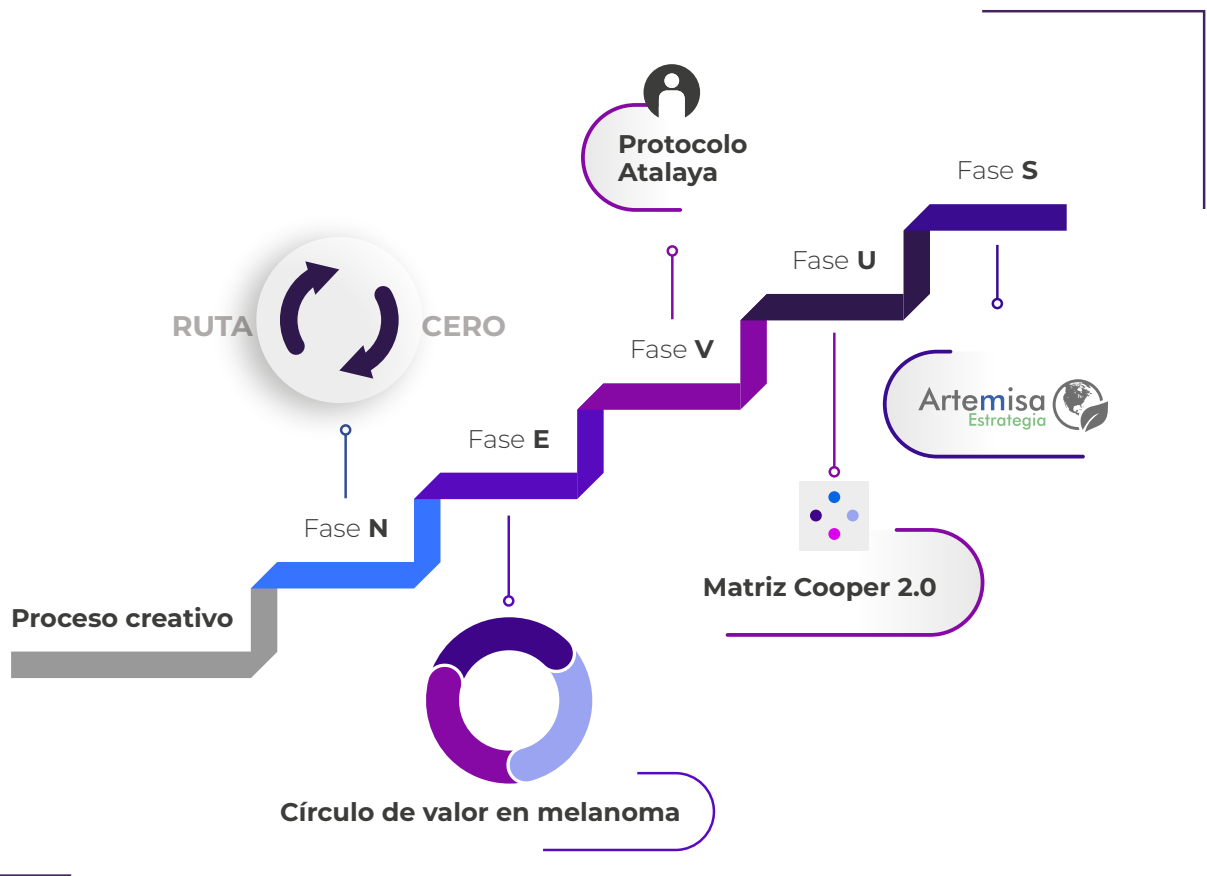 Proceso creativo
Fase N
RUTA CERO
Fase E
Círculo de valor en melanoma
Fase V
Protocolo
Atalaya
Fase U
Matriz Cooper 2.0
Fase S
Artemisa
Estrategia